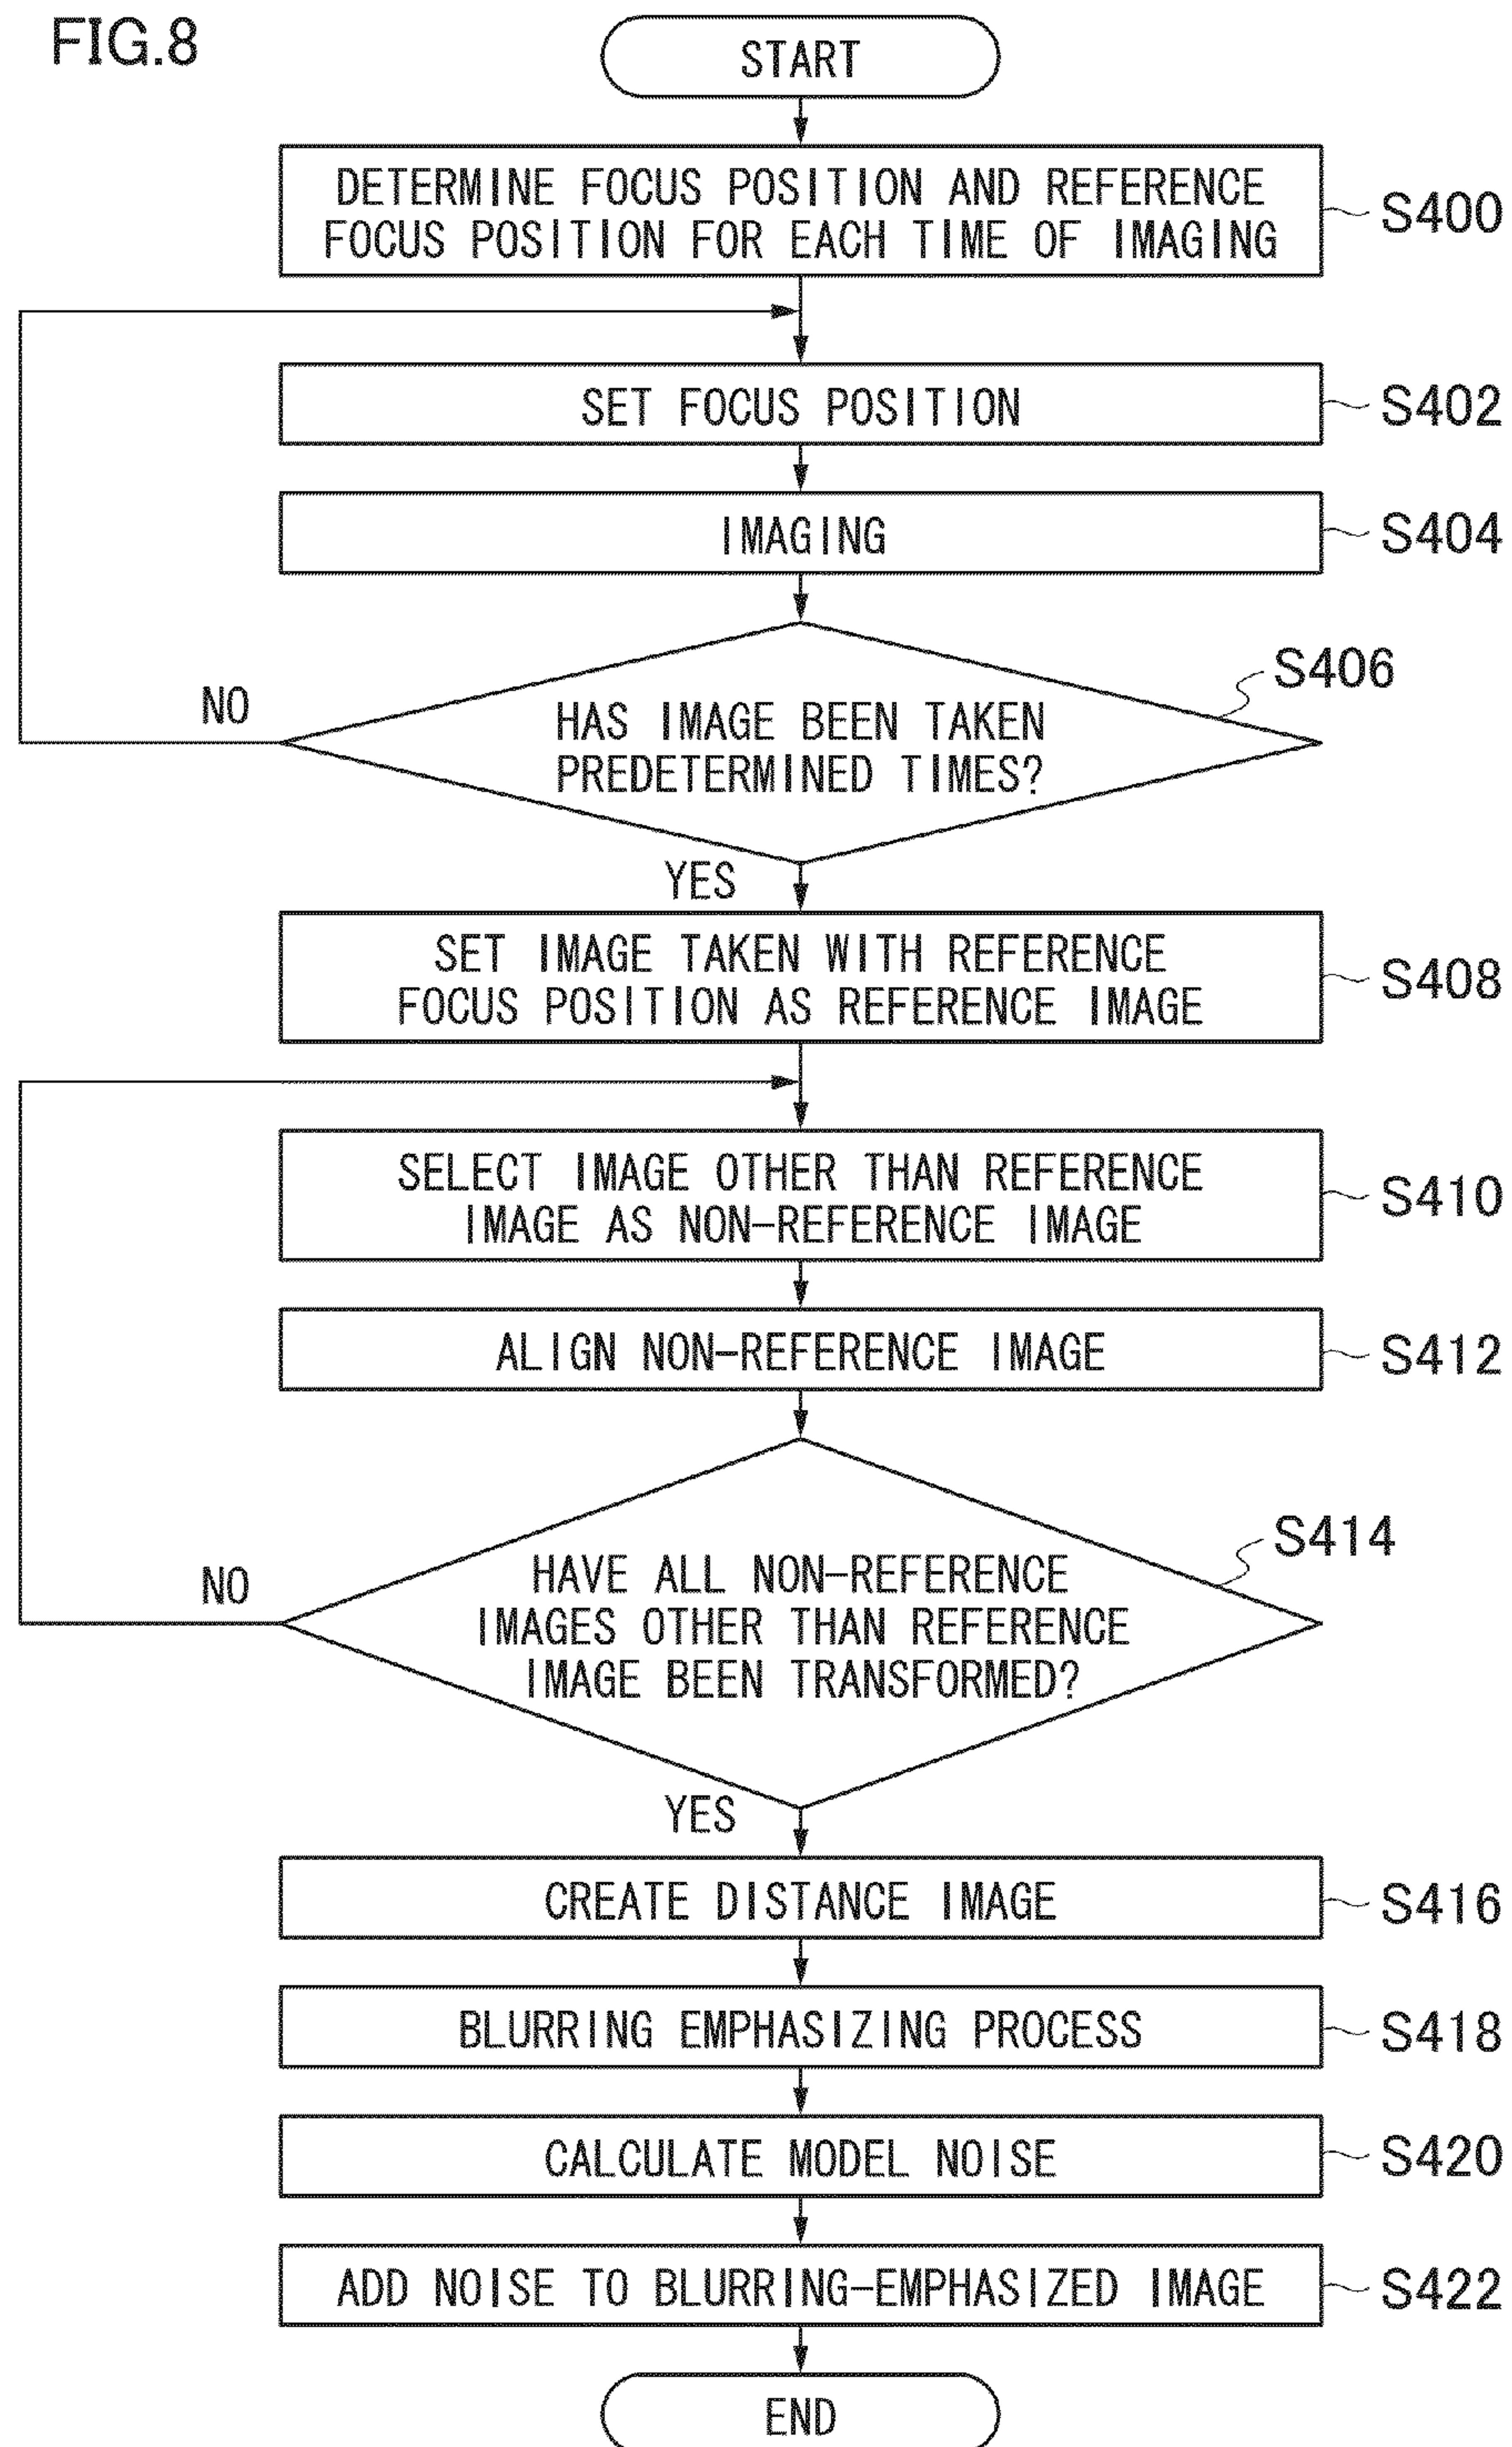 FIG.8
START
DETERMINE FOCUS POSITION AND REFERENCE
FOCUS POSITION FOR EACH TIME OF IMAGING
S400
SET FOCUS POSITION
S402
IMAGING
S404
S406
HAS IMAGE BEEN TAKEN
PREDETERMINED TIMES?
NO
YES
SET IMAGE TAKEN WITH REFERENCE
FOCUS POSITION AS REFERENCE IMAGE
S408
SELECT IMAGE OTHER THAN REFERENCE
IMAGE AS NON-REFERENCE IMAGE
S410
ALIGN NON-REFERENCE IMAGE
S412
S414
HAVE ALL NON-REFERENCE
IMAGES OTHER THAN REFERENCE
IMAGE BEEN TRANSFORMED?
NO
YES
CREATE DISTANCE IMAGE
S416
BLURRING EMPHASIZING PROCESS
S418
CALCULATE MODEL NOISE
S420
ADD NOISE TO BLURRING-EMPHASIZED IMAGE
S422
END